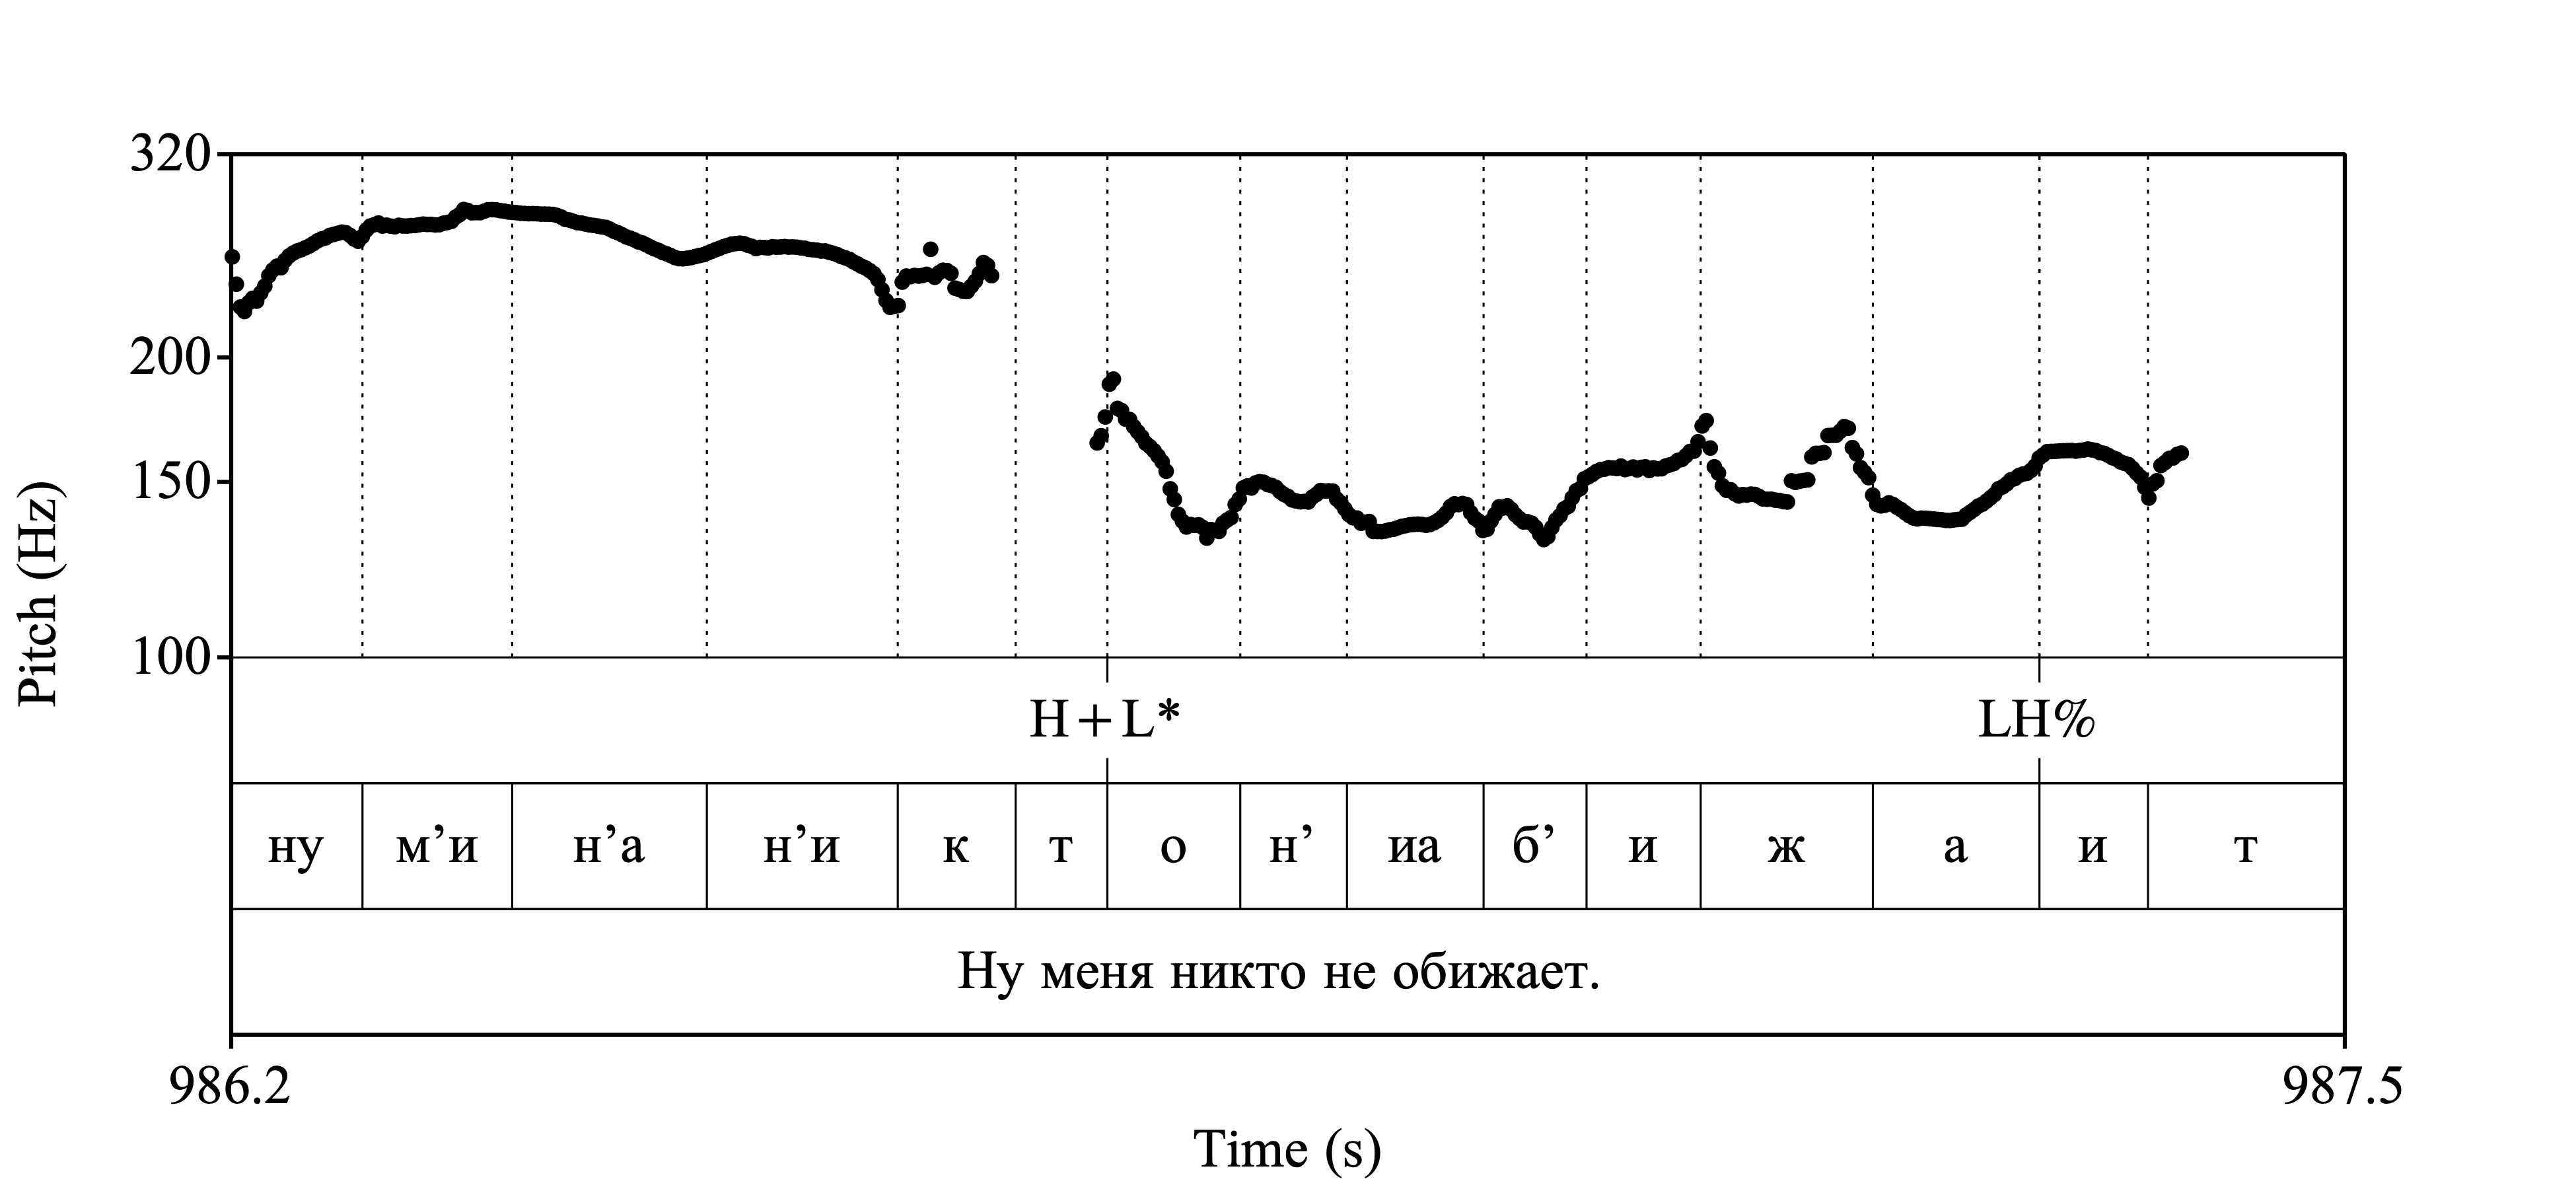 320
200
150
100
Pitch (Hz)
H+L* LH%
ну м’и н’а н’и к т о н’ иа б’ и ж а и т
Ну меня никто не обижает.
986.2 987.5
Time (s)